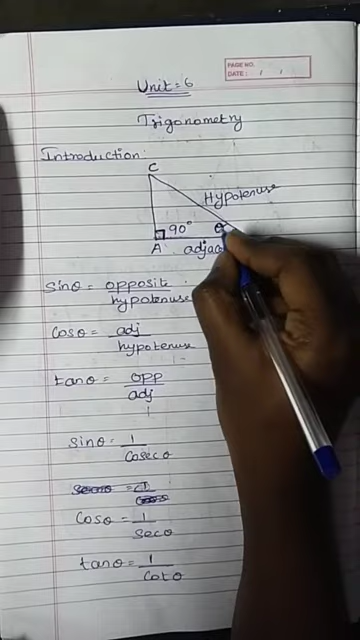 PAGE NO.
DATE: / /
Unit = 6
Trigonometry
Introduction:
C
Hypotenuse
90°
θ
A
sinθ = opposite / hypotenuse
cosθ = adj / hypotenuse
tanθ = opp / adj
sinθ = 1 / cosecθ
cosθ = 1 / secθ
tanθ = 1 / cotθ